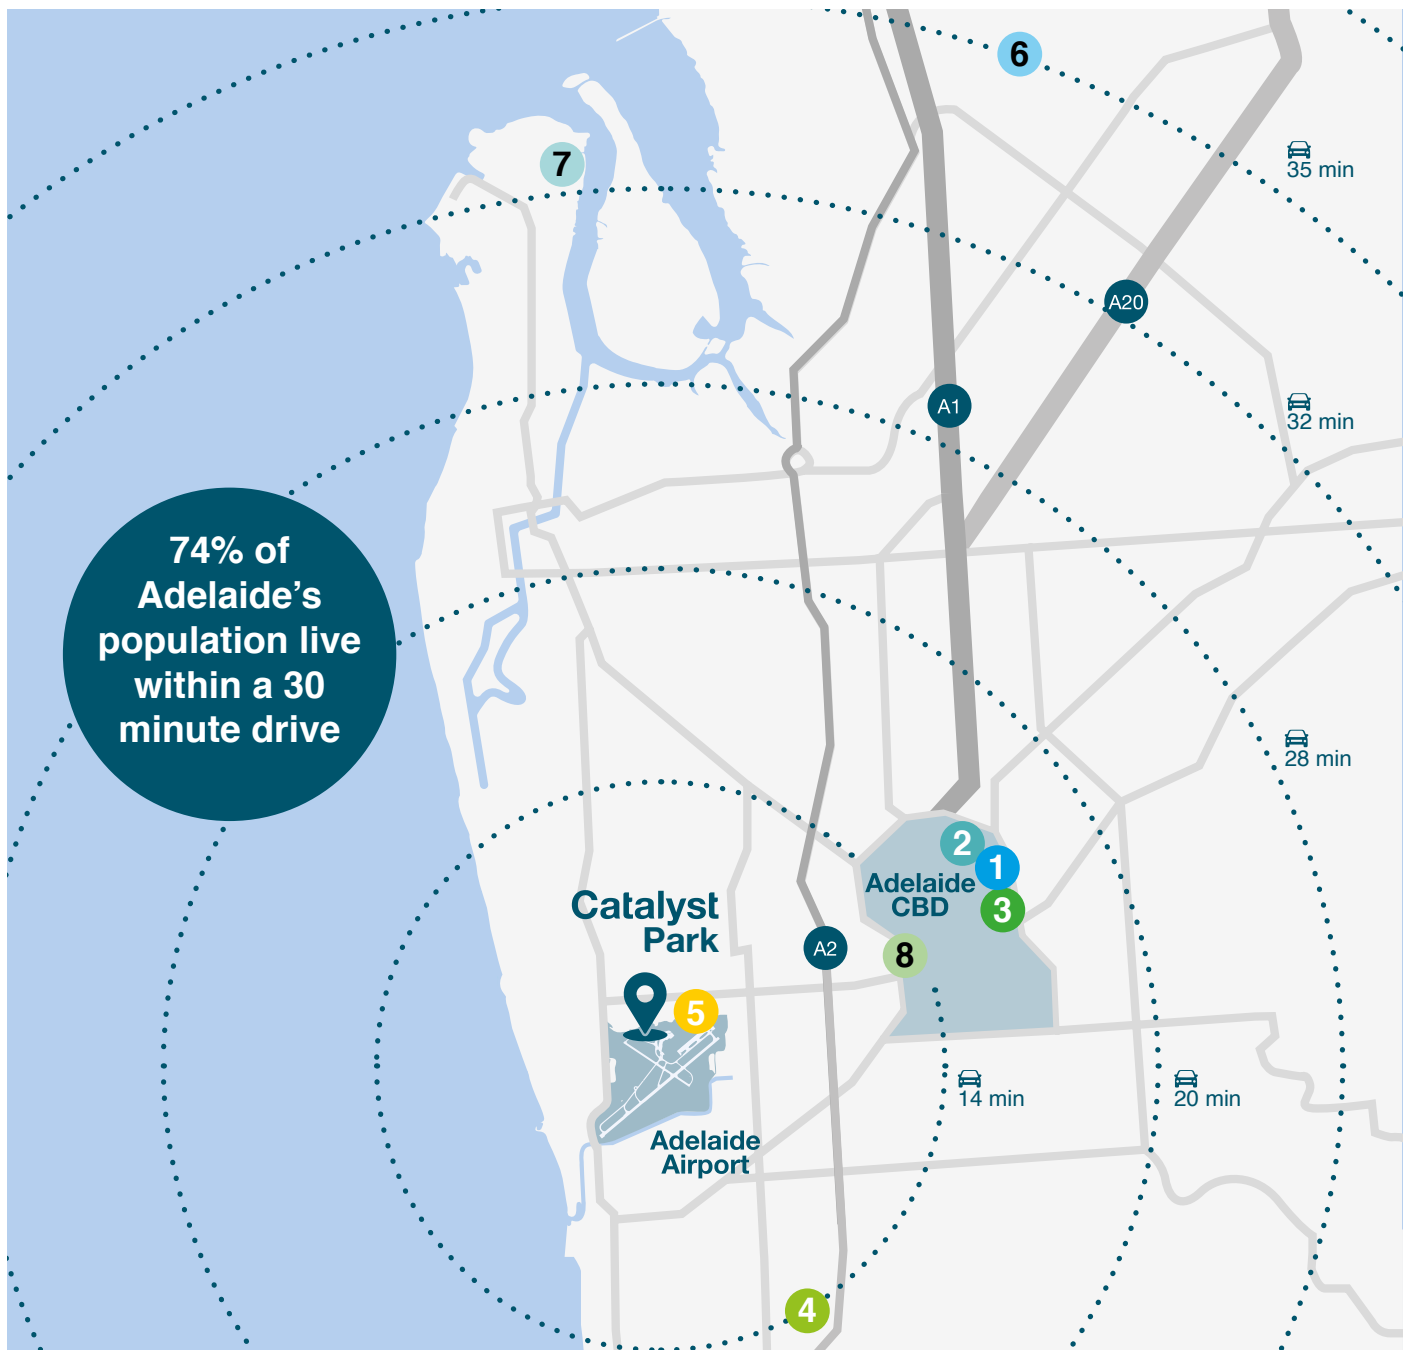 6
35 min
7
A20
32 min
A1
74% of
Adelaide’s
population live
within a 30
minute drive
28 min
2
1
Adelaide
CBD
3
Catalyst
Park
A2
8
5
14 min
20 min
Adelaide
Airport
4